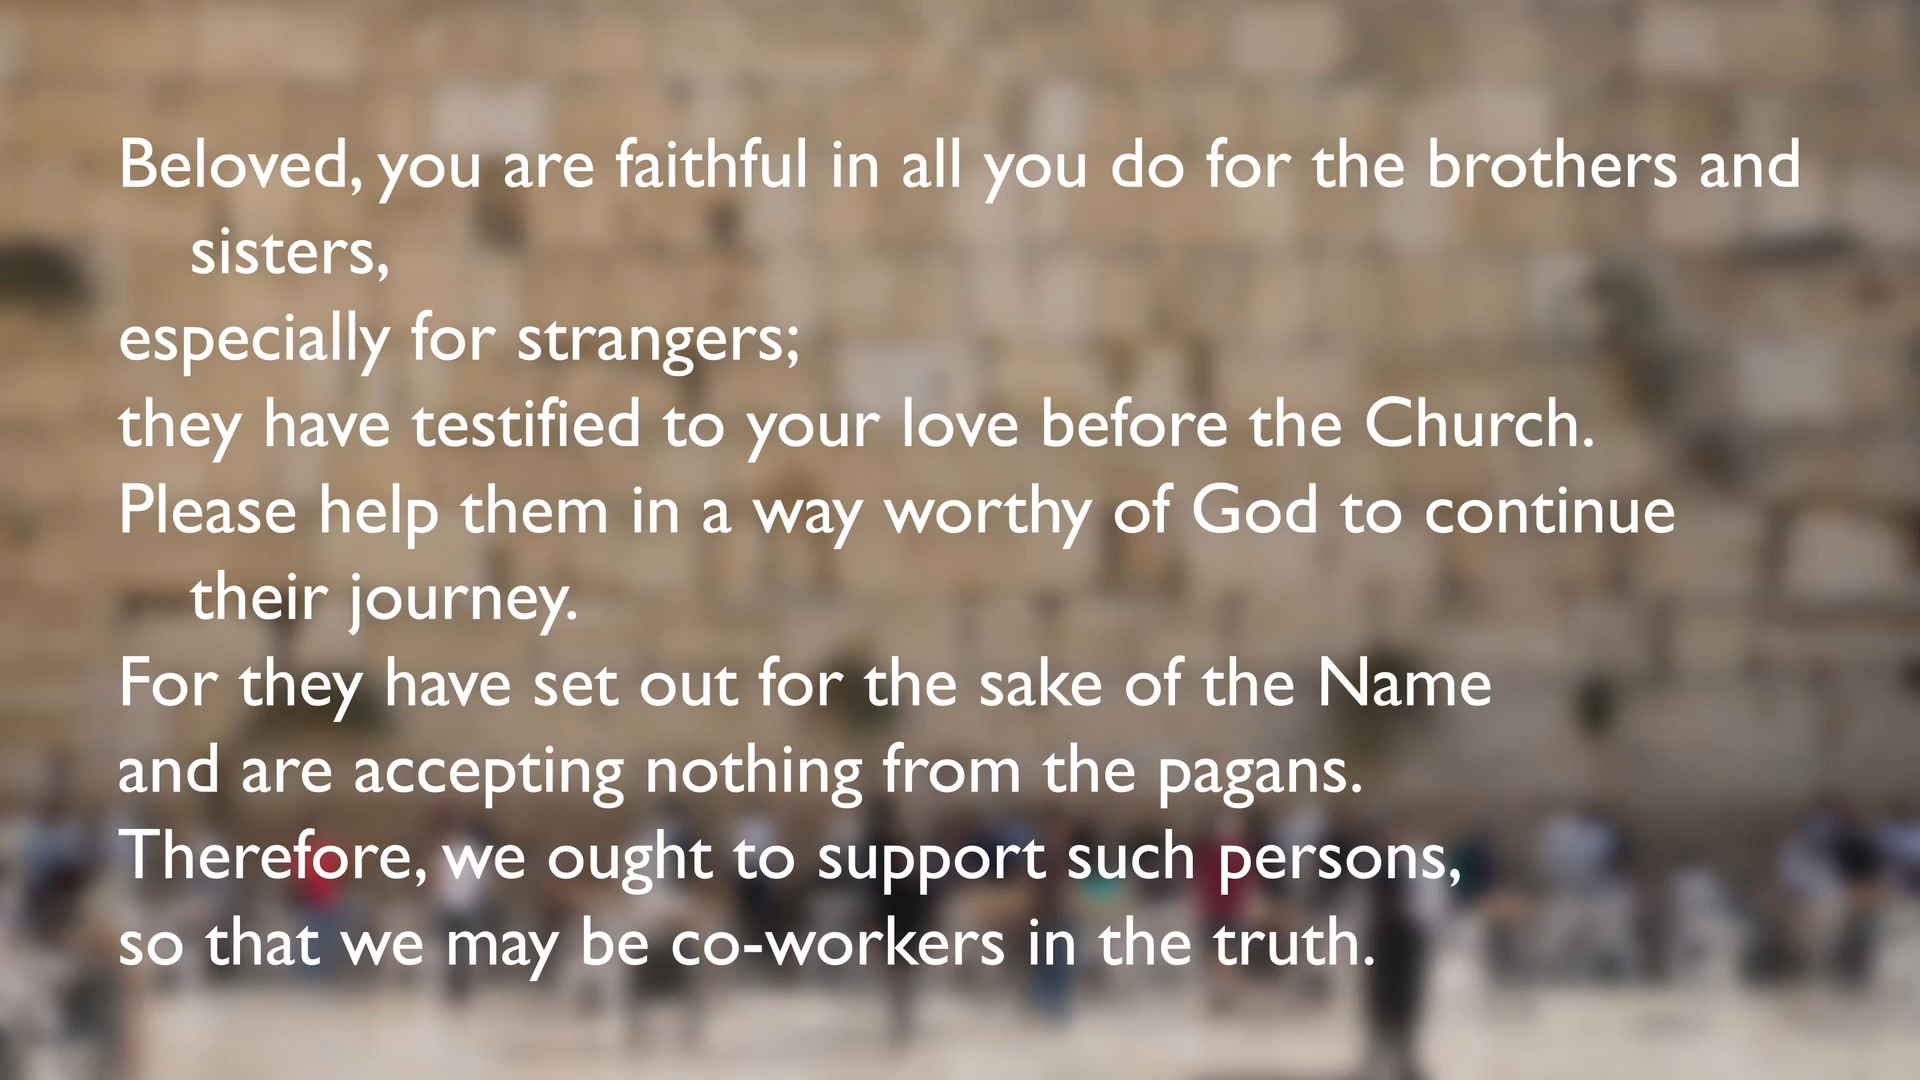 Beloved, you are faithful in all you do for the brothers and
sisters,
especially for strangers;
they have testified to your love before the Church.
Please help them in a way worthy of God to continue
their journey.
For they have set out for the sake of the Name
and are accepting nothing from the pagans.
Therefore, we ought to support such persons,
so that we may be co-workers in the truth.